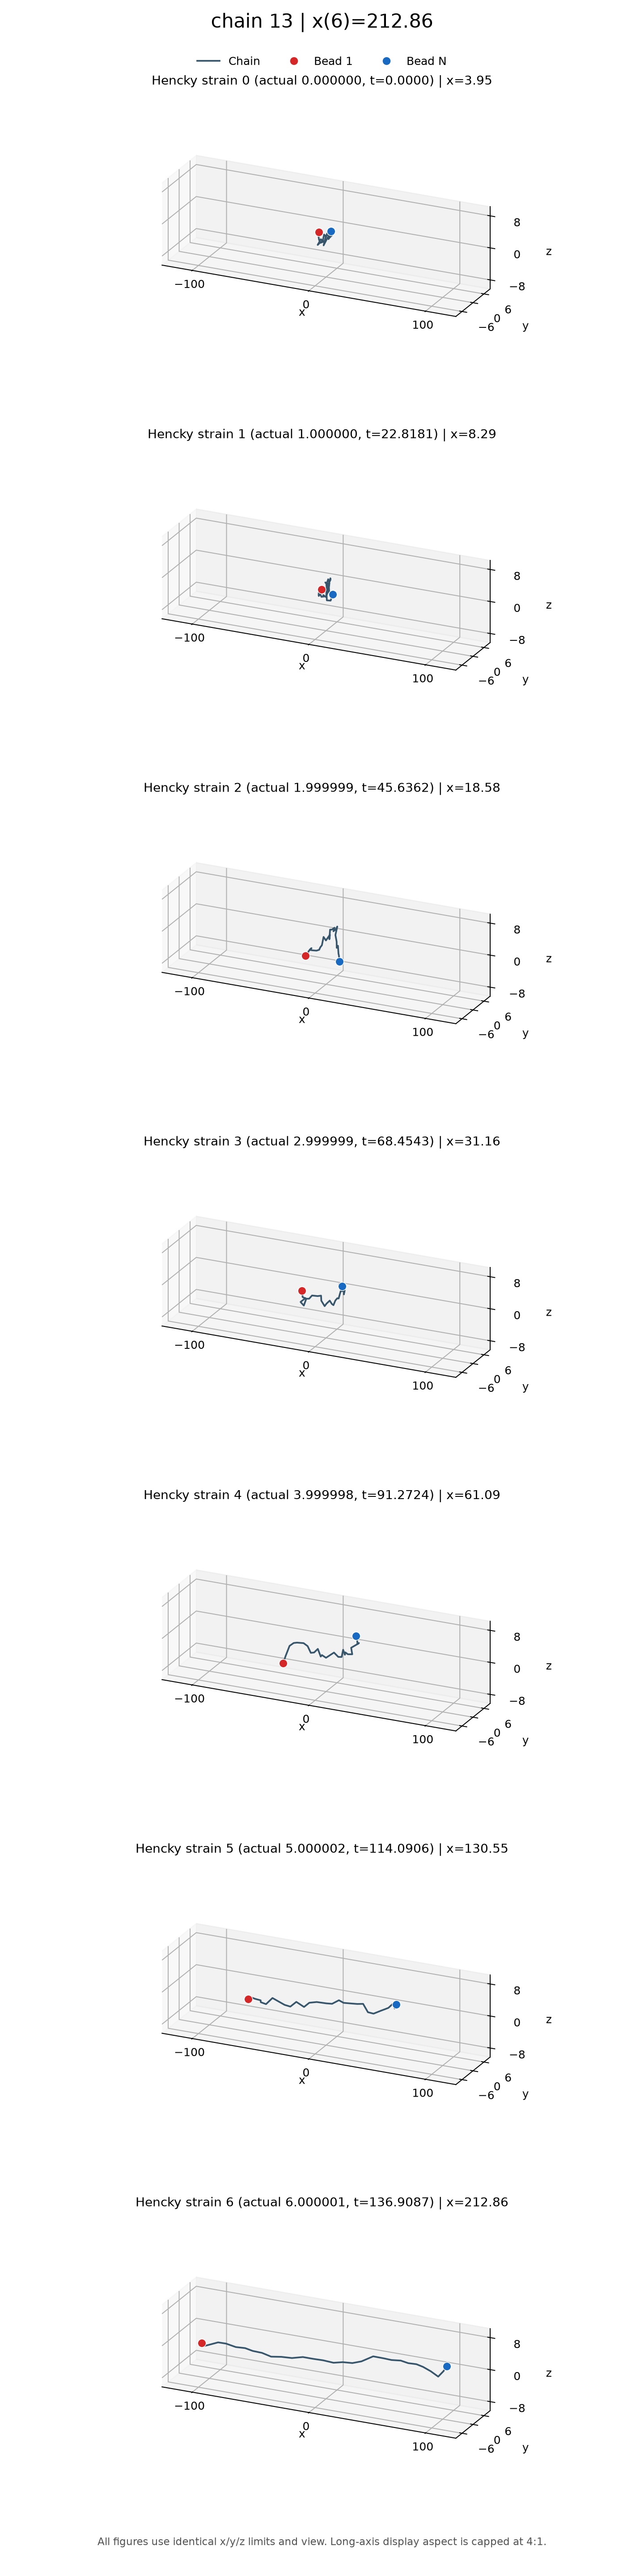 chain 13 | x(6)=212.86
Chain Bead 1 Bead N
Hencky strain 0 (actual 0.000000, t=0.0000) | x=3.95
8
0
−8
z
6
0
−6
y
−100
0
100
x
Hencky strain 1 (actual 1.000000, t=22.8181) | x=8.29
8
0
−8
z
6
0
−6
y
−100
0
100
x
Hencky strain 2 (actual 1.999999, t=45.6362) | x=18.58
8
0
−8
z
6
0
−6
y
−100
0
100
x
Hencky strain 3 (actual 2.999999, t=68.4543) | x=31.16
8
0
−8
z
6
0
−6
y
−100
0
100
x
Hencky strain 4 (actual 3.999998, t=91.2724) | x=61.09
8
0
−8
z
6
0
−6
y
−100
0
100
x
Hencky strain 5 (actual 5.000002, t=114.0906) | x=130.55
8
0
−8
z
6
0
−6
y
−100
0
100
x
Hencky strain 6 (actual 6.000001, t=136.9087) | x=212.86
8
0
−8
z
6
0
−6
y
−100
0
100
x
All figures use identical x/y/z limits and view. Long-axis display aspect is capped at 4:1.